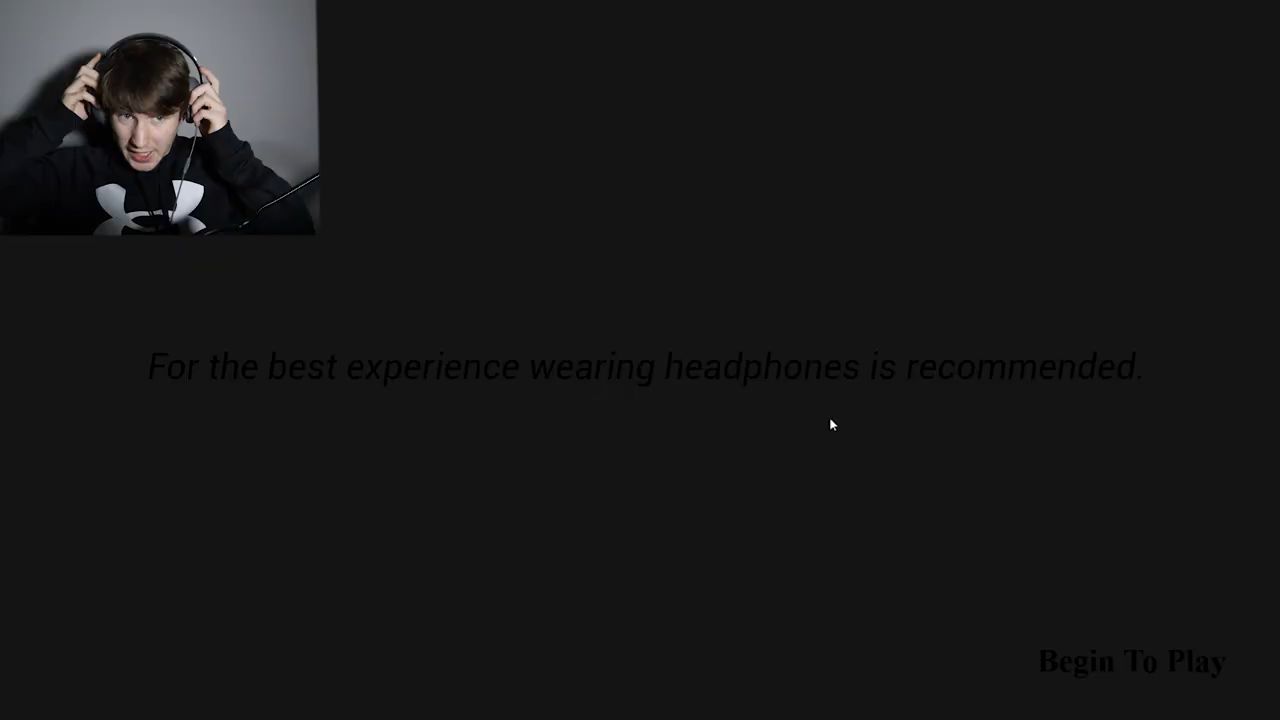 For the best experience wearing headphones is recommended.
Begin To Play